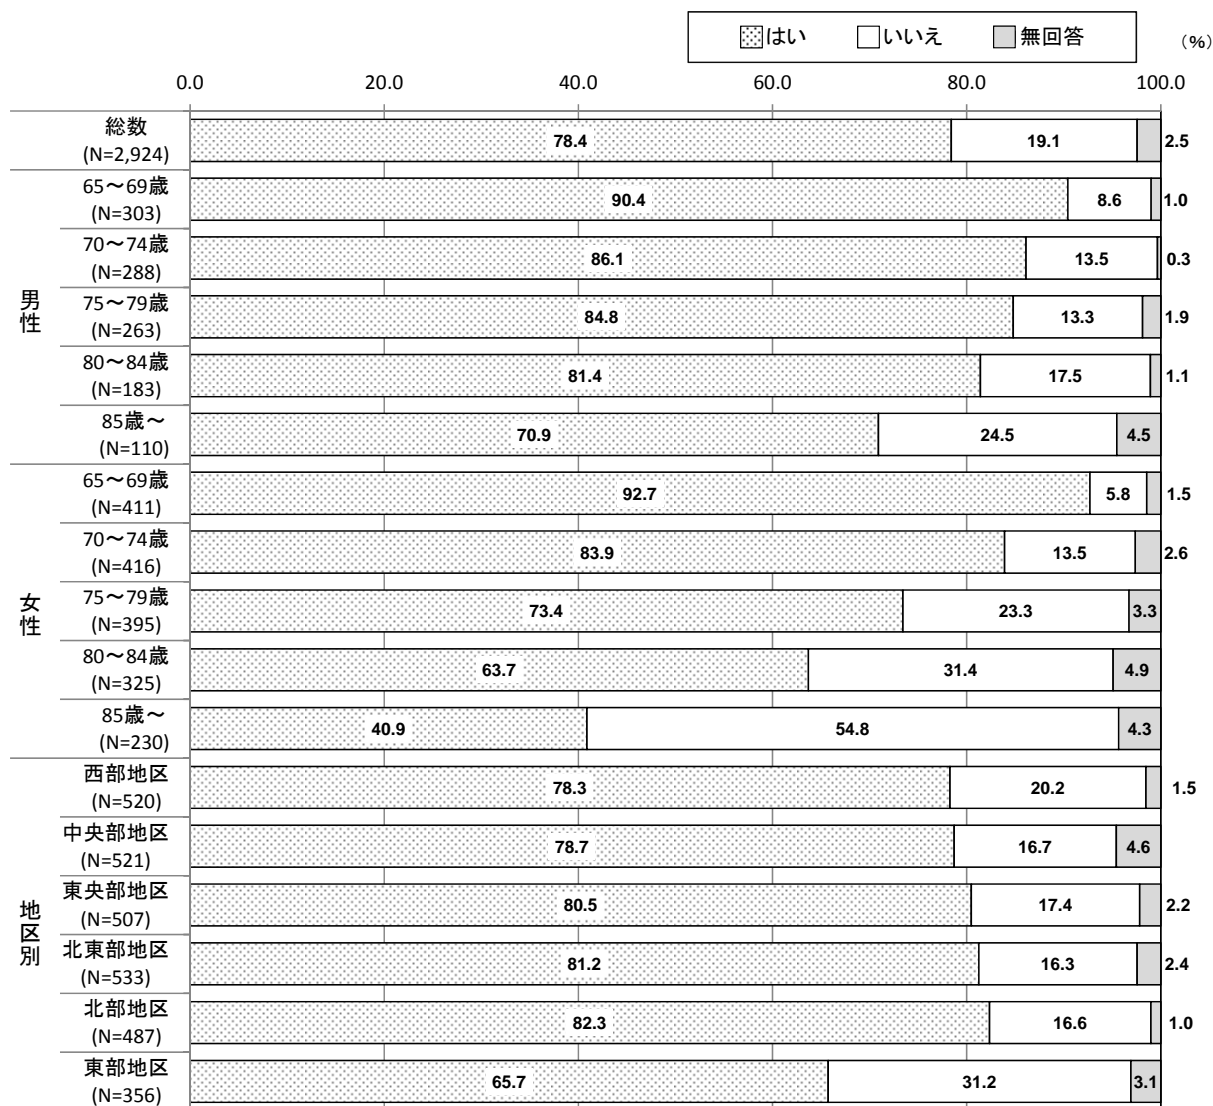 はい いいえ 無回答 （%）
0.0 20.0 40.0 60.0 80.0 100.0
総数
(N=2,924)
78.4 19.1 2.5
男性
65～69歳
(N=303)
90.4 8.6 1.0
70～74歳
(N=288)
86.1 13.5 0.3
75～79歳
(N=263)
84.8 13.3 1.9
80～84歳
(N=183)
81.4 17.5 1.1
85歳～
(N=110)
70.9 24.5 4.5
女性
65～69歳
(N=411)
92.7 5.8 1.5
70～74歳
(N=416)
83.9 13.5 2.6
75～79歳
(N=395)
73.4 23.3 3.3
80～84歳
(N=325)
63.7 31.4 4.9
85歳～
(N=230)
40.9 54.8 4.3
地区別
西部地区
(N=520)
78.3 20.2 1.5
中央部地区
(N=521)
78.7 16.7 4.6
東央部地区
(N=507)
80.5 17.4 2.2
北東部地区
(N=533)
81.2 16.3 2.4
北部地区
(N=487)
82.3 16.6 1.0
東部地区
(N=356)
65.7 31.2 3.1